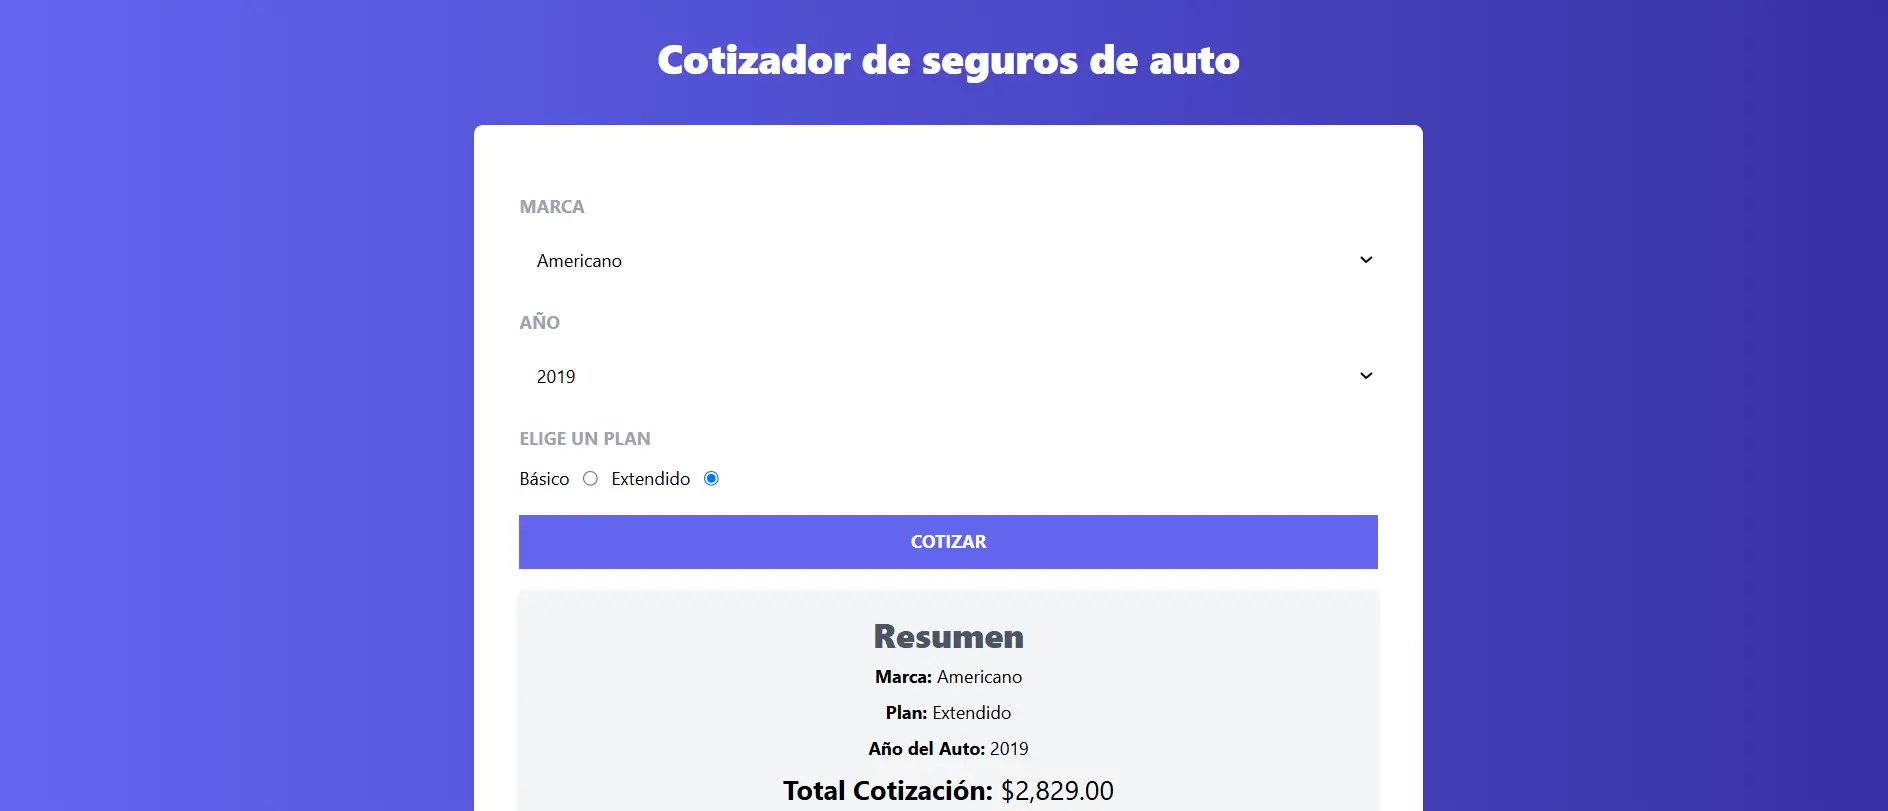 Cotizador de seguros de auto
MARCA
Americano
AÑO
2019
ELIGE UN PLAN
Básico Extendido
COTIZAR
Resumen
Marca: Americano
Plan: Extendido
Año del Auto: 2019
Total Cotización: $2,829.00